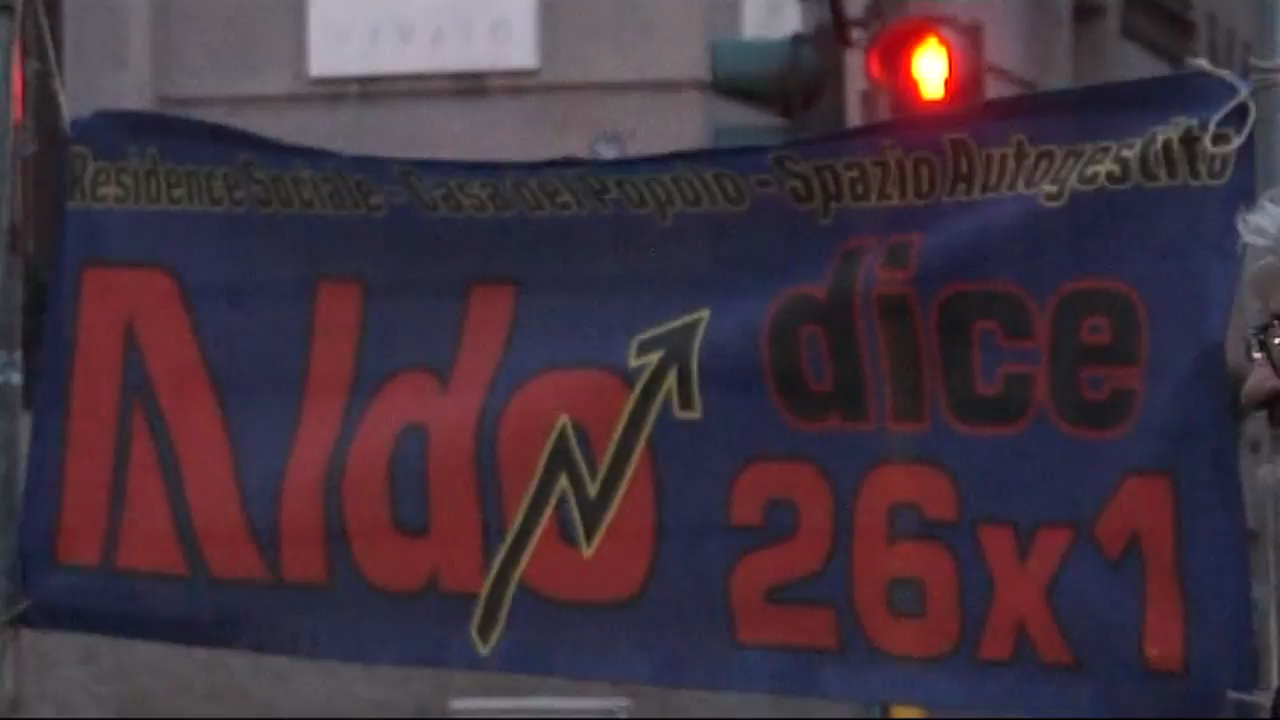 Residence Sociale - Casa del Popolo - Spazio Autogestito
Aldo dice
26x1